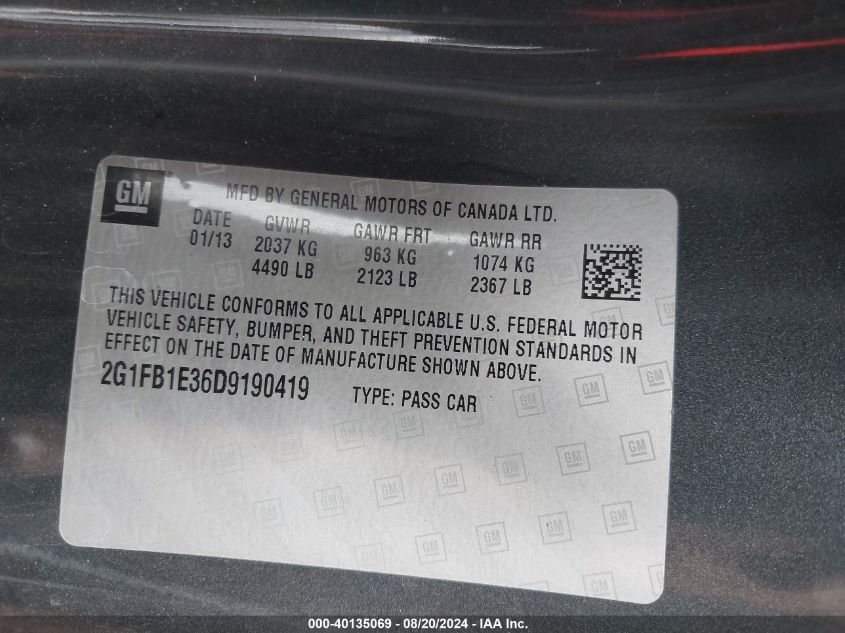 GM
MFD BY GENERAL MOTORS OF CANADA LTD.
DATE GVWR GAWR FRT GAWR RR
01/13 2037 KG 963 KG 1074 KG
4490 LB 2123 LB 2367 LB
THIS VEHICLE CONFORMS TO ALL APPLICABLE U.S. FEDERAL MOTOR
VEHICLE SAFETY, BUMPER, AND THEFT PREVENTION STANDARDS IN
EFFECT ON THE DATE OF MANUFACTURE SHOWN ABOVE.
2G1FB1E36D9190419 TYPE: PASS CAR
000-40135069 - 08/20/2024 - IAA Inc.